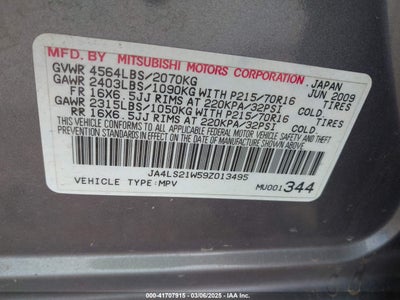 MFD. BY MITSUBISHI MOTORS CORPORATION, JAPAN
GVWR 4564LBS/2070KG JUN 2009
GAWR 2403LBS/1090KG WITH P215/70R16 TIRES
FR 16X6.5JJ RIMS AT 220KPA/32PSI COLD
GAWR 2315LBS/1050KG WITH P215/70R16 TIRES
RR 16X6.5JJ RIMS AT 220KPA/32PSI COLD
THIS VEHICLE CONFORMS TO ALL APPLICABLE FEDERAL MOTOR VEHICLE SAFETY, BUMPER, AND THEFT
PREVENTION STANDARDS IN EFFECT ON THE DATE OF MANUFACTURE SHOWN ABOVE.
JA4LS21W59Z013495
VEHICLE TYPE:MPV MU001344
000-41707915 - 03/06/2025 - IAAI